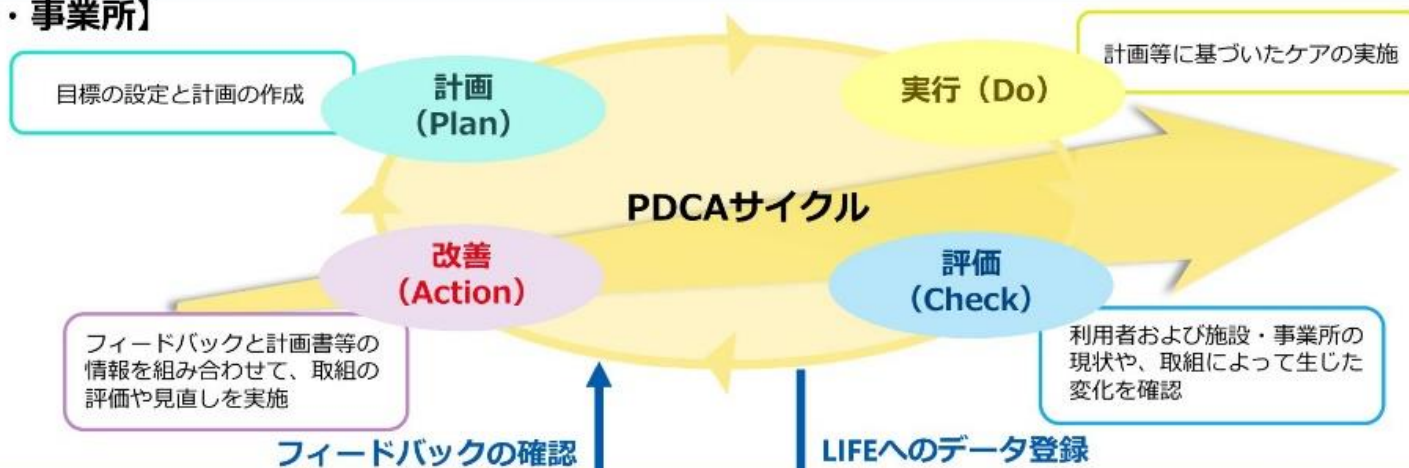 ・事業所】
目標の設定と計画の作成
計画
（Plan）
実行（Do）
計画等に基づいたケアの実施
PDCAサイクル
改善
（Action）
評価
（Check）
フィードバックと計画書等の
情報を組み合わせて、取組の
評価や見直しを実施
利用者および施設・事業所の
現状や、取組によって生じた
変化を確認
フィードバックの確認
LIFEへのデータ登録